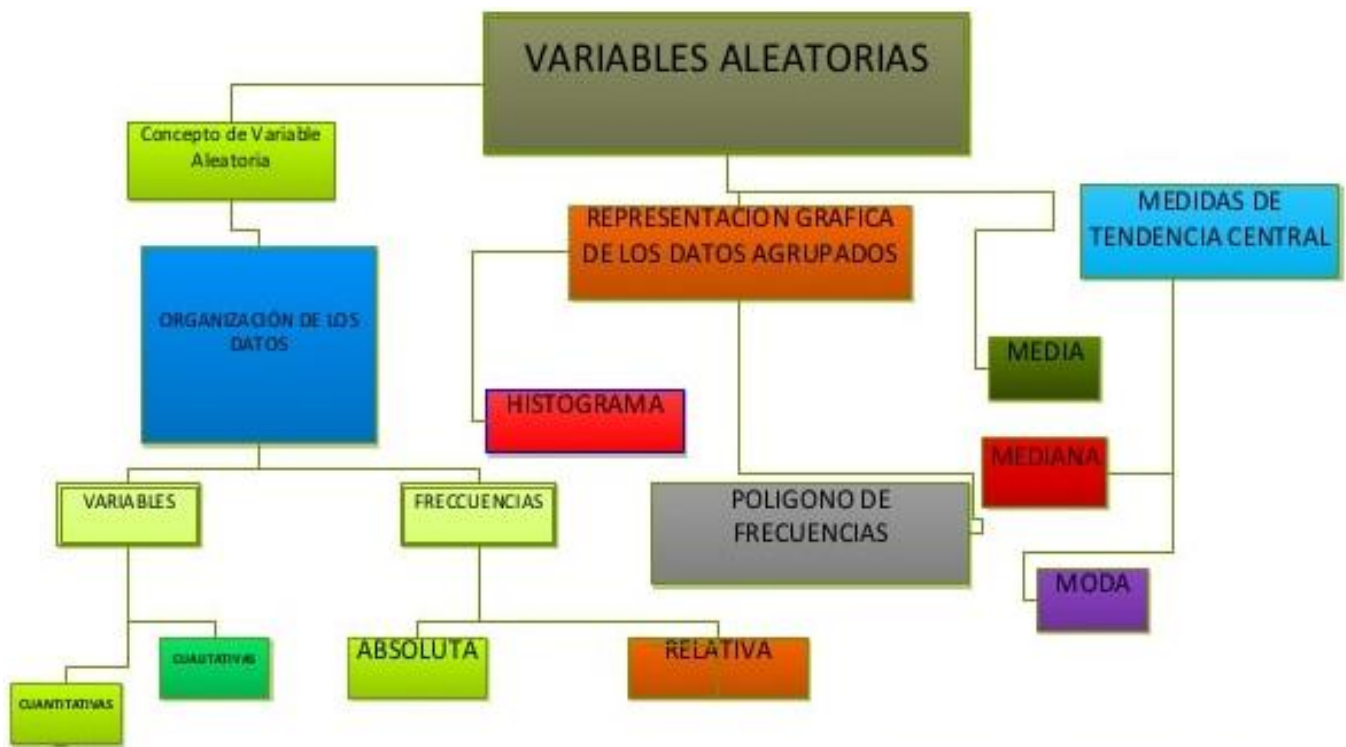 VARIABLES ALEATORIAS
Concepto de Variable
Aleatoria
REPRESENTACION GRAFICA
DE LOS DATOS AGRUPADOS
MEDIDAS DE
TENDENCIA CENTRAL
ORGANIZACIÓN DE LOS
DATOS
MEDIA
HISTOGRAMA
MEDIANA
VARIABLES
FRECCUENCIAS
POLIGONO DE
FRECUENCIAS
MODA
ABSOLUTA
RELATIVA
CUALITATIVAS
CUANTITATIVAS